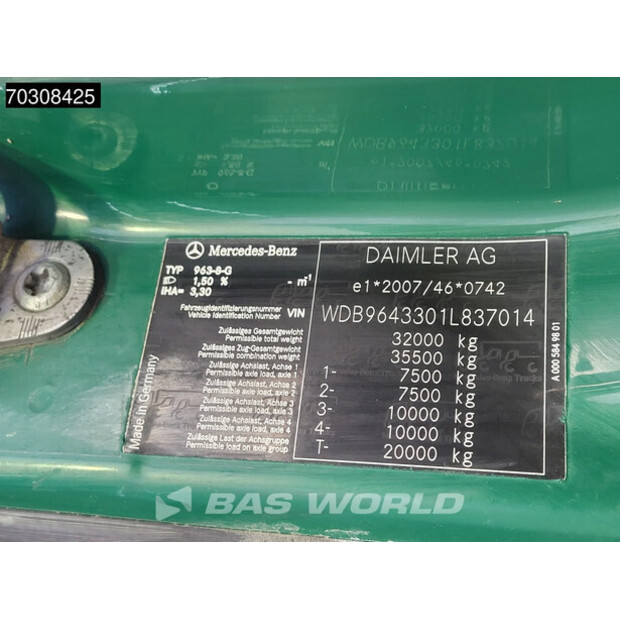 70308425
Mercedes-Benz
TYP 963-8-G
1,50 % - m⁻¹
IHA= 3,30
Fahrzeugidentifizierungsnummer
Vehicle Identification Number VIN
Zulässiges Gesamtgewicht
Permissible total weight
Zulässiges Zuggesamtgewicht
Permissible combination weight
Zulässige Achslast, Achse 1
Permissible axle load, axle 1
Zulässige Achslast, Achse 2
Permissible axle load, axle 2
Zulässige Achslast, Achse 3
Permissible axle load, axle 3
Zulässige Achslast, Achse 4
Permissible axle load, axle 4
Zulässige Last der Achsgruppe
Permissible load on axle group
Made in Germany
DAIMLER AG
e1*2007/46*0742
WDB9643301L837014
32000 kg
35500 kg
1- 7500 kg
2- 7500 kg
3- 10000 kg
4- 10000 kg
T- 20000 kg
A 000 584 98 01
BAS WORLD